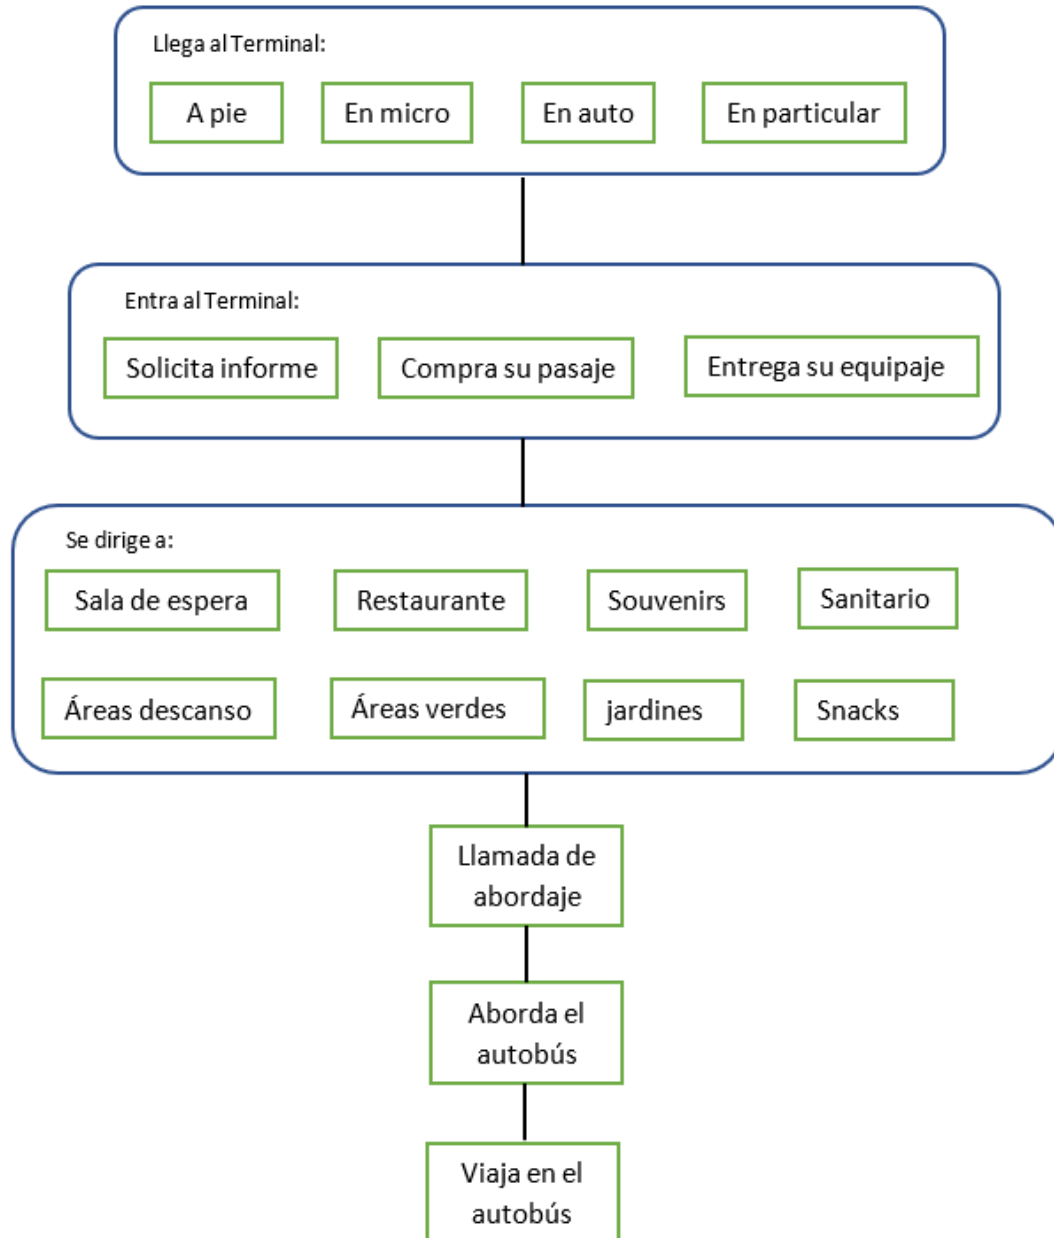 Llega al Terminal:
A pie
En micro
En auto
En particular
Entra al Terminal:
Solicita informe
Compra su pasaje
Entrega su equipaje
Se dirige a:
Sala de espera
Restaurante
Souvenirs
Sanitario
Áreas descanso
Áreas verdes
jardines
Snacks
Llamada de
abordaje
Aborda el
autobús
Viaja en el
autobús